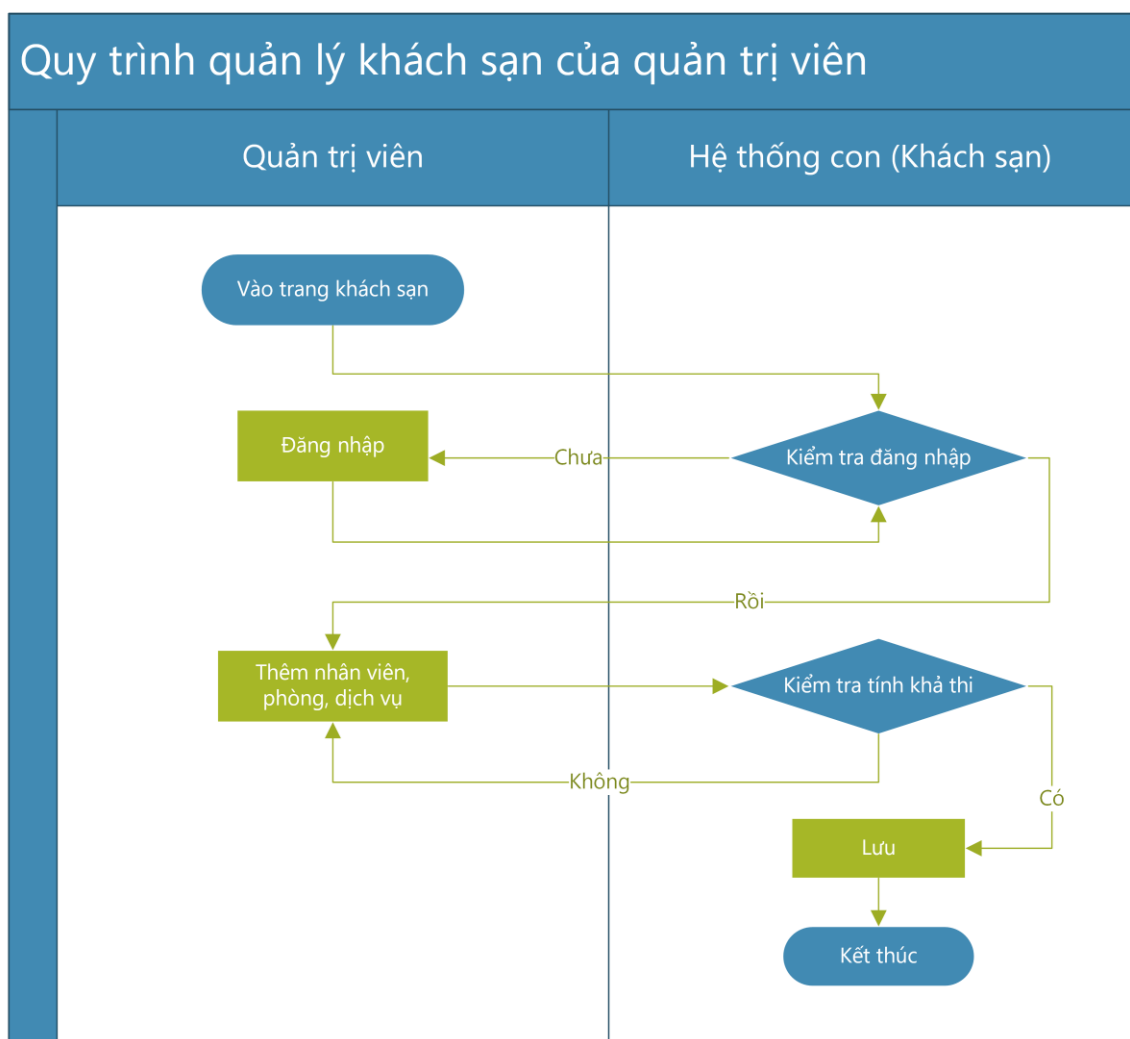 Quy trình quản lý khách sạn của quản trị viên
Quản trị viên
Hệ thống con (Khách sạn)
Vào trang khách sạn
Đăng nhập
Chưa
Kiểm tra đăng nhập
Rồi
Thêm nhân viên,
phòng, dịch vụ
Kiểm tra tính khả thi
Không
Có
Lưu
Kết thúc